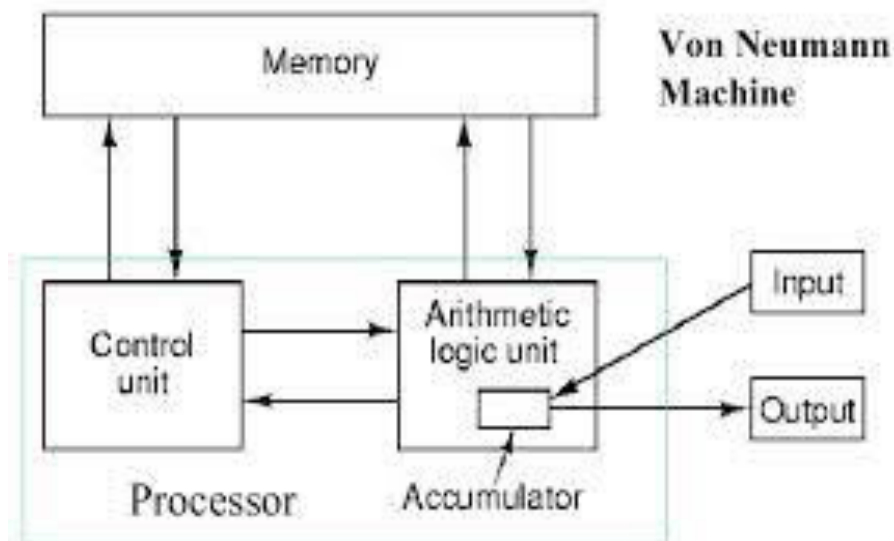 Memory
Von Neumann
Machine
Control
unit
Arithmetic
logic unit
Input
Output
Processor
Accumulator